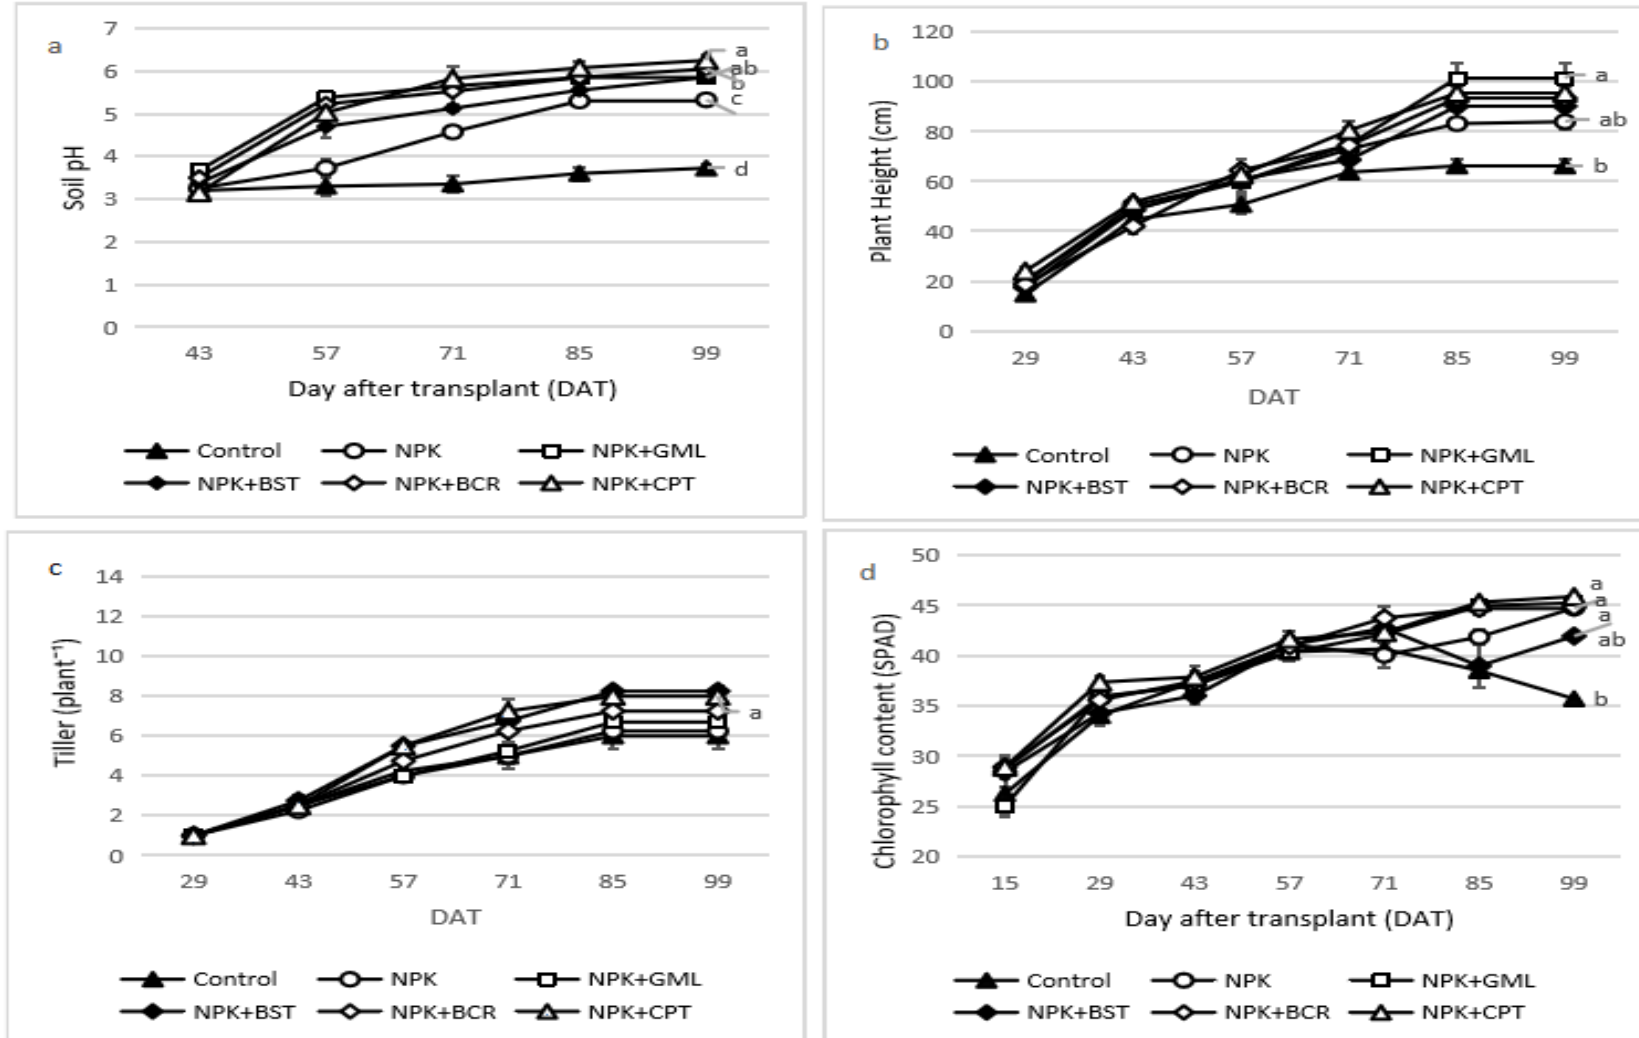 a
7
6
5
4
3
2
1
0
Soil pH
a
ab
b
c
d
43 57 71 85 99
Day after transplant (DAT)
Control NPK NPK+GML
NPK+BST NPK+BCR NPK+CPT
b
120
100
80
60
40
20
0
Plant Height (cm)
a
ab
b
29 43 57 71 85 99
DAT
Control NPK NPK+GML
NPK+BST NPK+BCR NPK+CPT
c
14
12
10
8
6
4
2
0
Tiller (plant⁻¹)
a
29 43 57 71 85 99
DAT
Control NPK NPK+GML
NPK+BST NPK+BCR NPK+CPT
d
50
45
40
35
30
25
20
Chlorophyll content (SPAD)
a
a
a
ab
b
15 29 43 57 71 85 99
Day after transplant (DAT)
Control NPK NPK+GML
NPK+BST NPK+BCR NPK+CPT